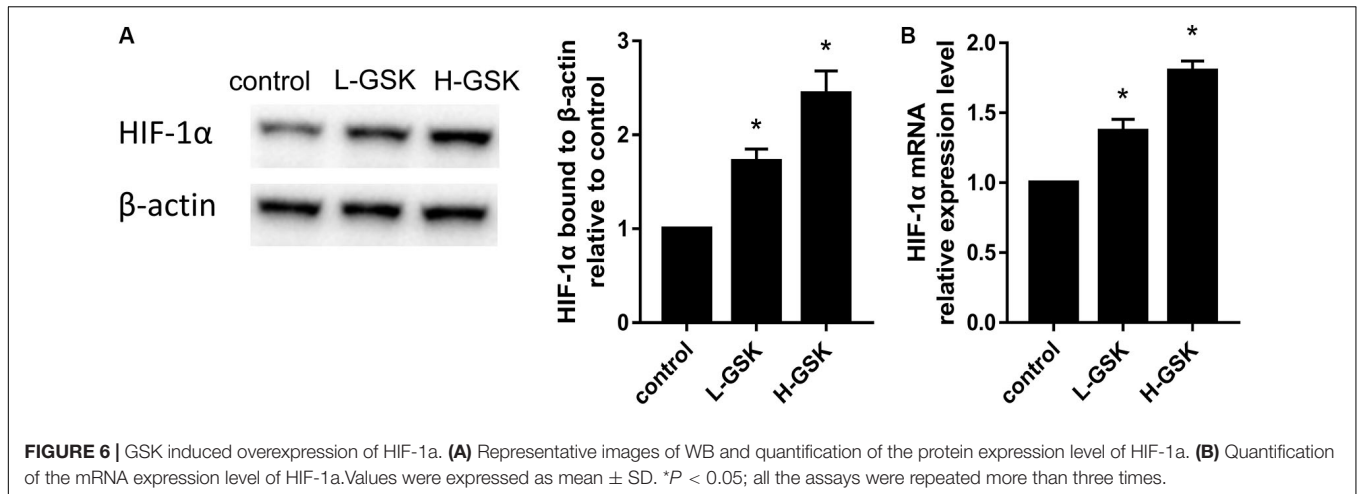 A
control L-GSK H-GSK
HIF-1α
β-actin
HIF-1α bound to β-actin
relative to control
3
2
1
0
*
*
control
L-GSK
H-GSK
B
HIF-1α mRNA
relative expression level
2.0
1.5
1.0
0.5
0.0
*
*
control
L-GSK
H-GSK
FIGURE 6 | GSK induced overexpression of HIF-1a. (A) Representative images of WB and quantification of the protein expression level of HIF-1a. (B) Quantification
of the mRNA expression level of HIF-1a.Values were expressed as mean ± SD. *P < 0.05; all the assays were repeated more than three times.